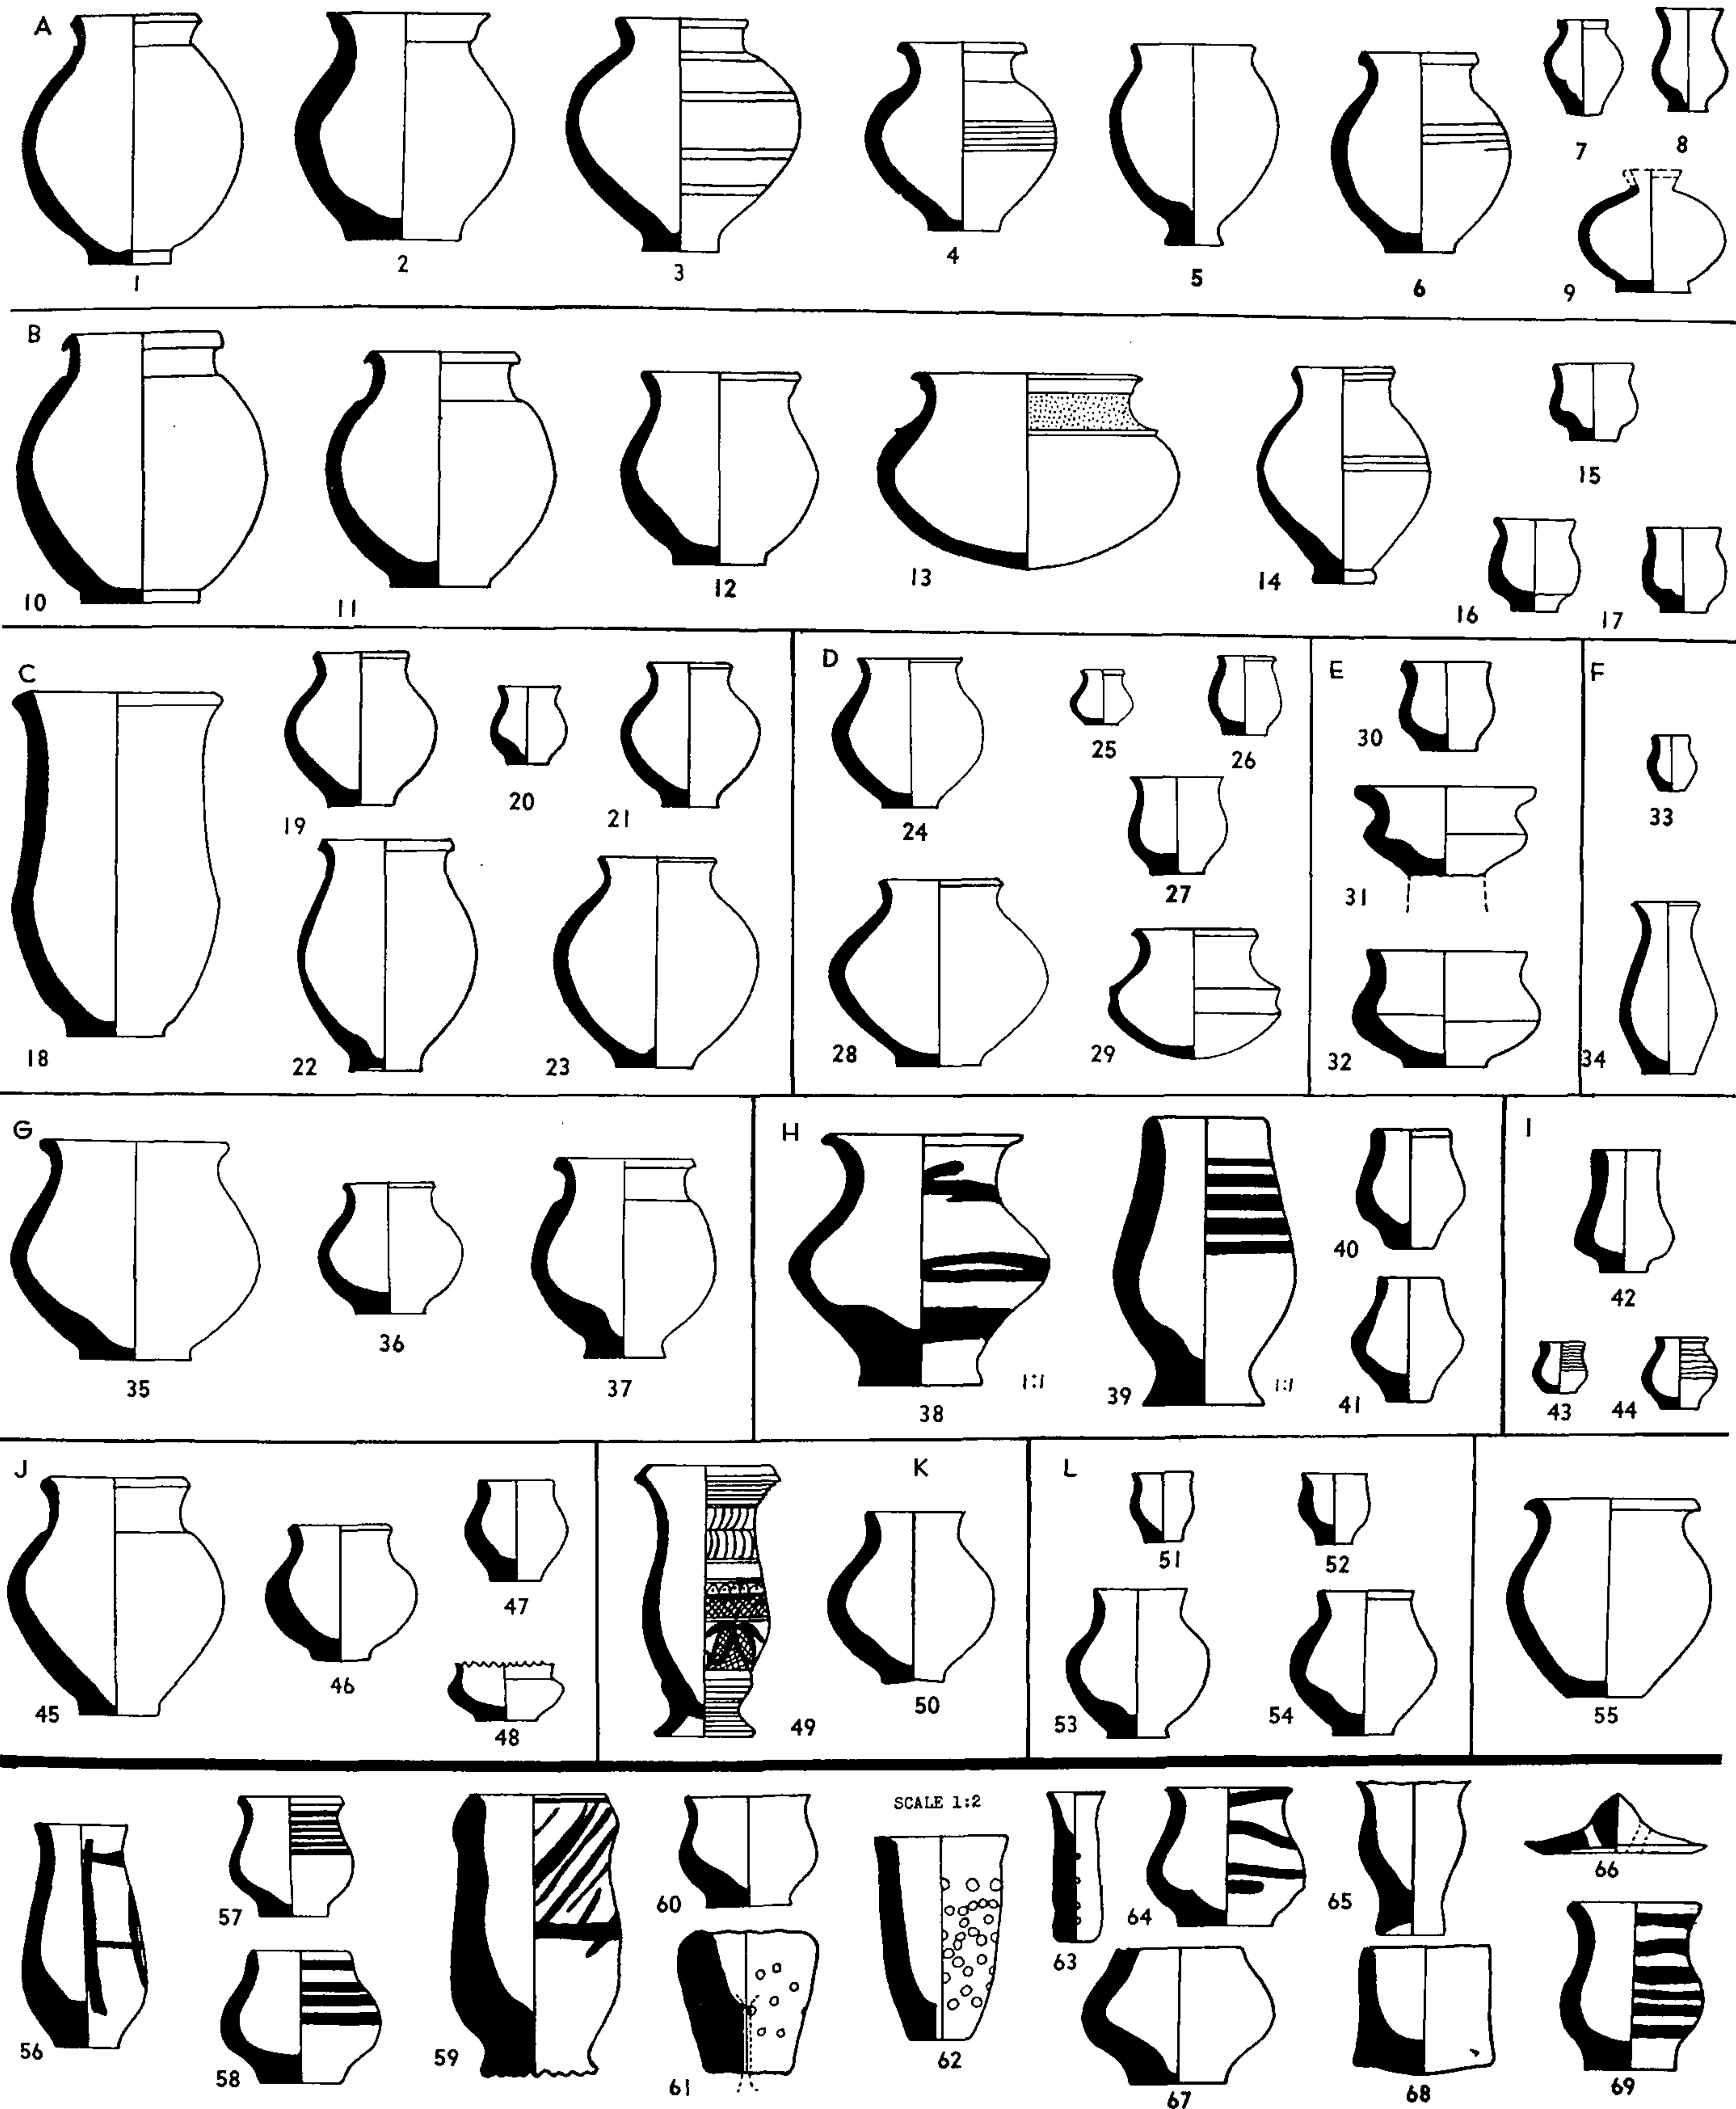 A
1 2 3 4 5 6 7 8 9
B
10 11 12 13 14 15 16 17
C
18 19 20 21 22 23
D
24 25 26 27 28 29
E
30 31 32
F
33 34
G
35 36 37
H
38 1:1 39 1:1 40 41
I
42 43 44
J
45 46 47 48
K
49 50
L
51 52 53 54
55
SCALE 1:2
56 57 58 59 60 61 62 63 64 65 66 67 68 69